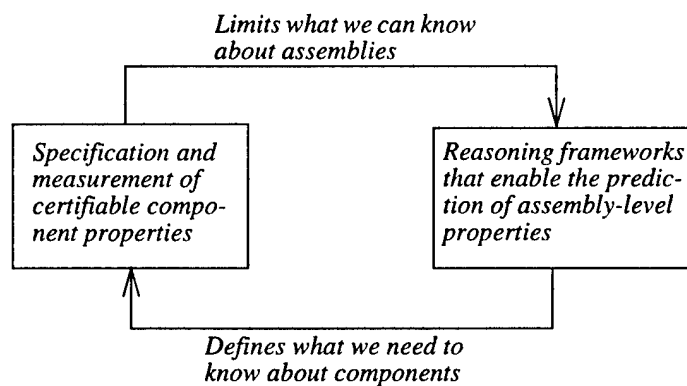 Limits what we can know
about assemblies
Specification and
measurement of
certifiable compo-
nent properties
Reasoning frameworks
that enable the predic-
tion of assembly-level
properties
Defines what we need to
know about components